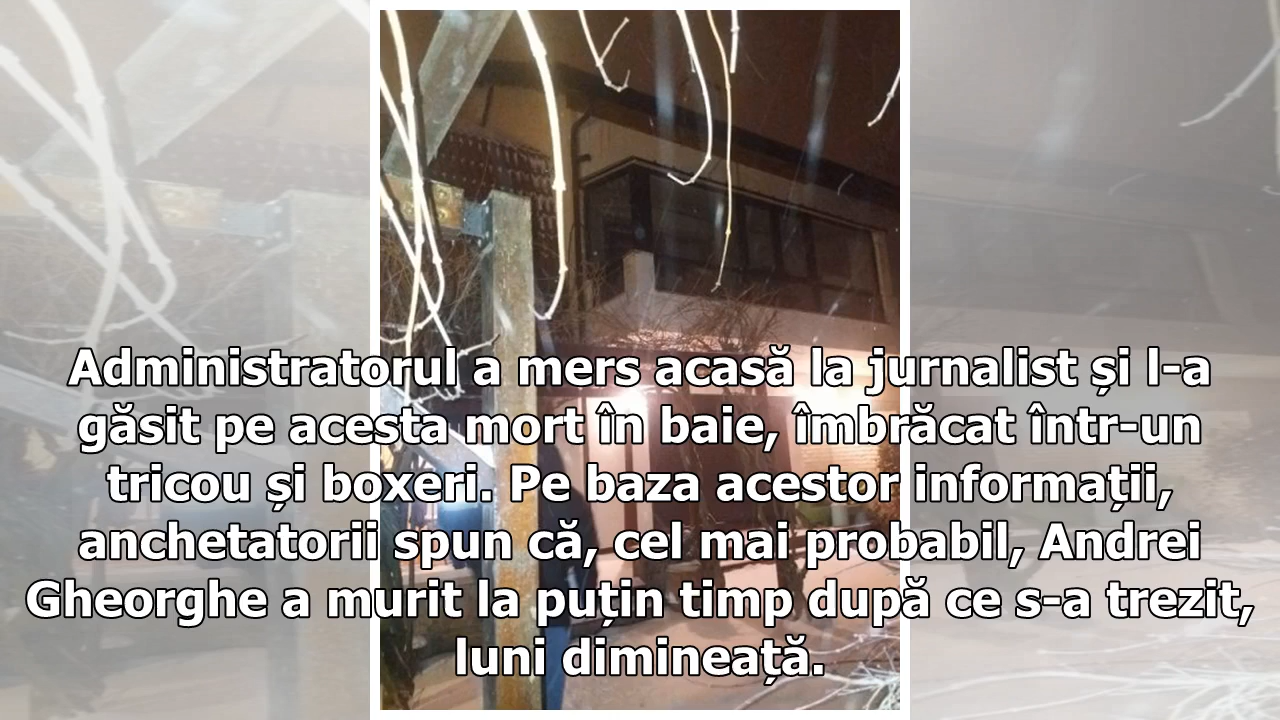 Administratorul a mers acasă la jurnalist și l-a
găsit pe acesta mort în baie, îmbrăcat într-un
tricou și boxeri. Pe baza acestor informații,
anchetatorii spun că, cel mai probabil, Andrei
Gheorghe a murit la puțin timp după ce s-a trezit,
luni dimineață.